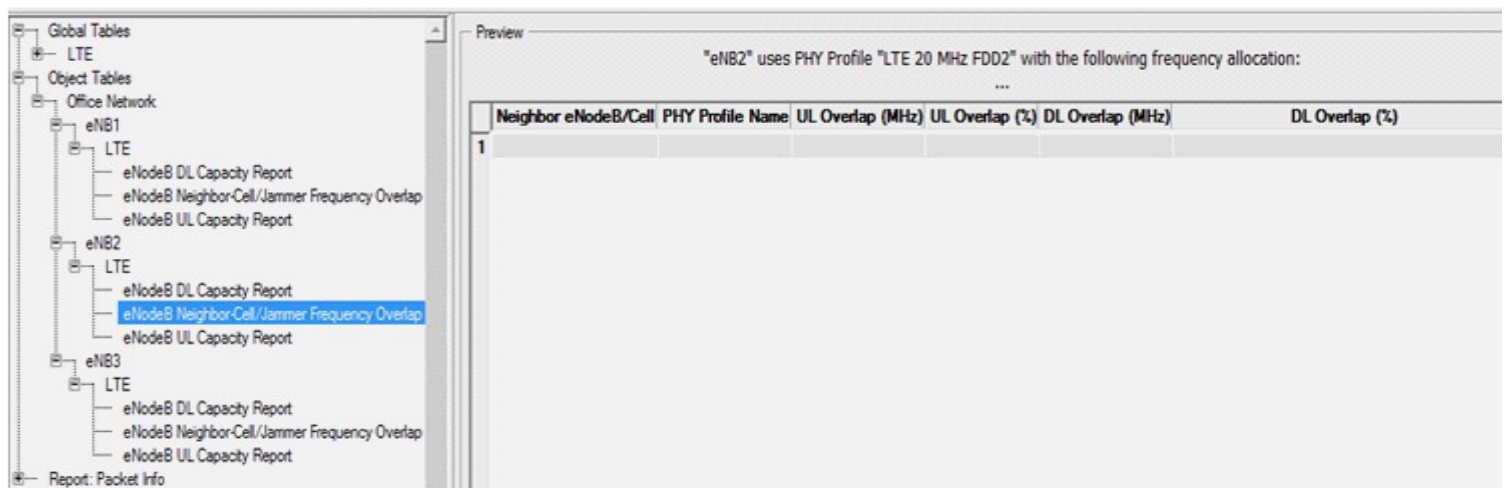 Global Tables
LTE
Object Tables
Office Network
eNB1
LTE
eNodeB DL Capacity Report
eNodeB Neighbor-Cell/Jammer Frequency Overlap
eNodeB UL Capacity Report
eNB2
LTE
eNodeB DL Capacity Report
eNodeB Neighbor-Cell/Jammer Frequency Overlap
eNodeB UL Capacity Report
eNB3
LTE
eNodeB DL Capacity Report
eNodeB Neighbor-Cell/Jammer Frequency Overlap
eNodeB UL Capacity Report
Report: Packet Info
Preview
"eNB2" uses PHY Profile "LTE 20 MHz FDD2" with the following frequency allocation:
...
Neighbor eNodeB/Cell PHY Profile Name UL Overlap (MHz) UL Overlap (%) DL Overlap (MHz) DL Overlap (%)
1